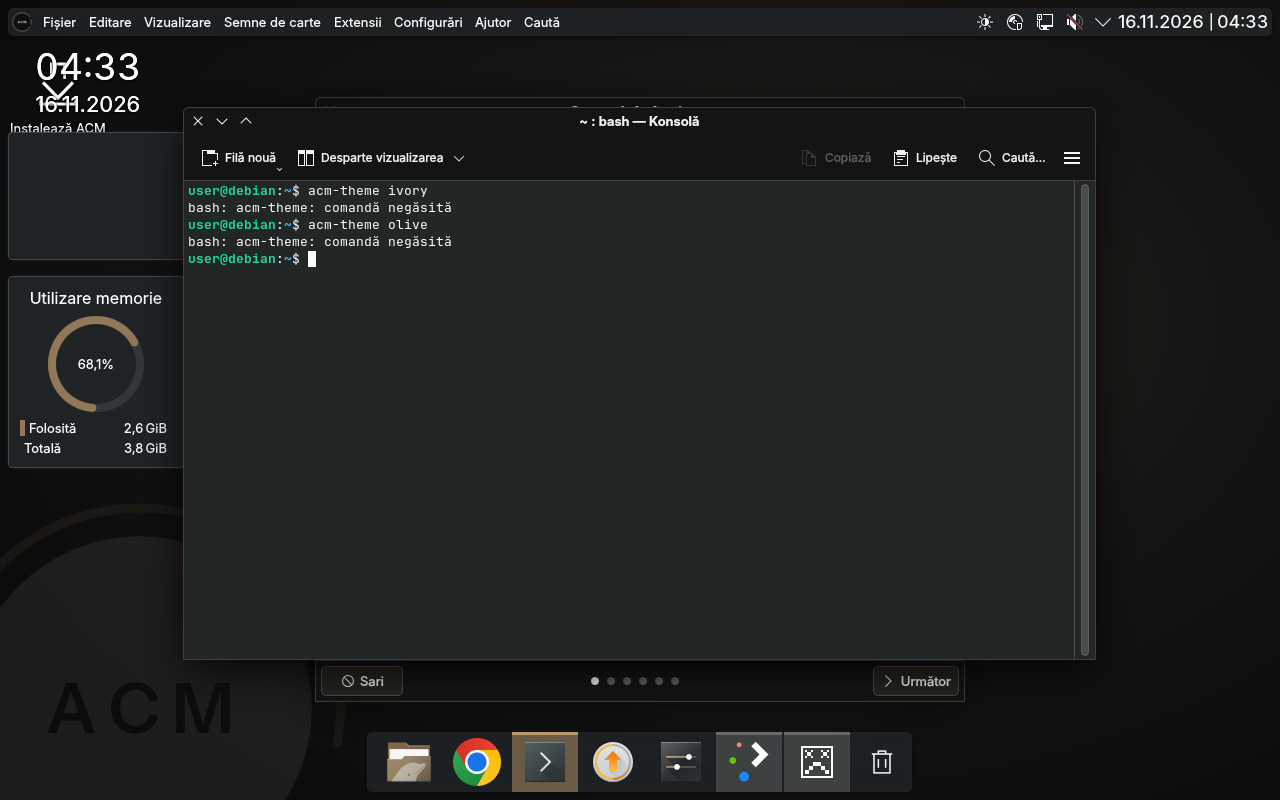 Fișier Editare Vizualizare Semne de carte Extensii Configurări Ajutor Caută
16.11.2026 | 04:33
04:33
16.11.2026
Instalează ACM
~ : bash — Konsolă
Filă nouă Desparte vizualizarea Copiază Lipește Caută...
user@debian:~$ acm-theme ivory
bash: acm-theme: comandă negăsită
user@debian:~$ acm-theme olive
bash: acm-theme: comandă negăsită
user@debian:~$
Utilizare memorie
68,1%
Folosită 2,6 GiB
Totală 3,8 GiB
Sari Următor
ACM